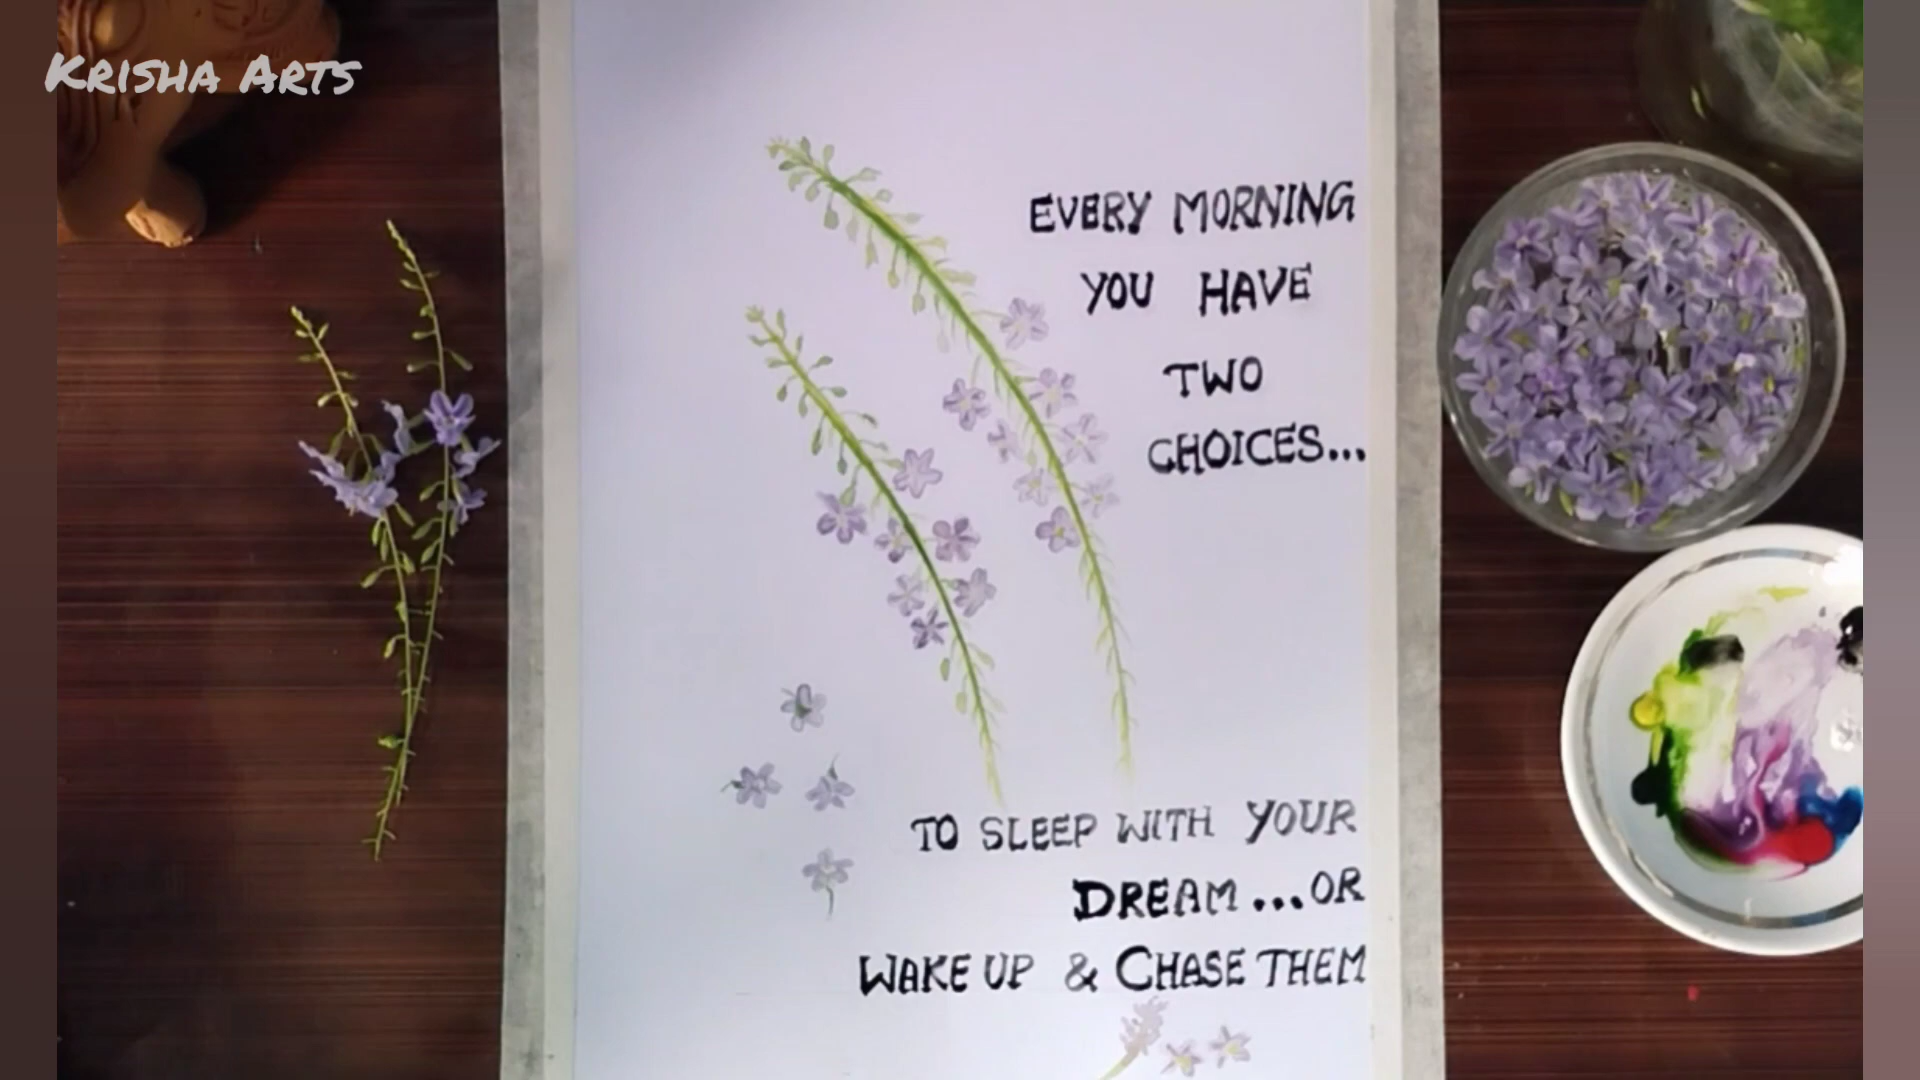 KRISHA ARTS
EVERY MORNING
YOU HAVE
TWO
CHOICES...
TO SLEEP WITH YOUR
DREAM...OR
WAKE UP & CHASE THEM